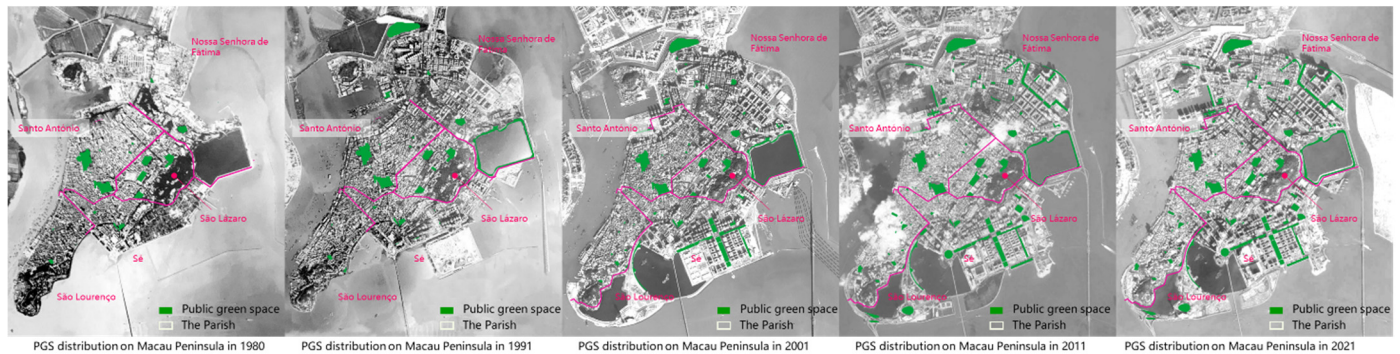 Nossa Senhora de
Fátima
Santo António
São Lázaro
Sé
São Lourenço
Public green space
The Parish
PGS distribution on Macau Peninsula in 1980
Nossa Senhora de
Fátima
Santo António
São Lázaro
Sé
São Lourenço
Public green space
The Parish
PGS distribution on Macau Peninsula in 1991
Nossa Senhora de
Fátima
Santo António
São Lázaro
Sé
São Lourenço
Public green space
The Parish
PGS distribution on Macau Peninsula in 2001
Nossa Senhora de
Fátima
Santo António
São Lázaro
Sé
São Lourenço
Public green space
The Parish
PGS distribution on Macau Peninsula in 2011
Nossa Senhora de
Fátima
Santo António
São Lázaro
Sé
São Lourenço
Public green space
The Parish
PGS distribution on Macau Peninsula in 2021